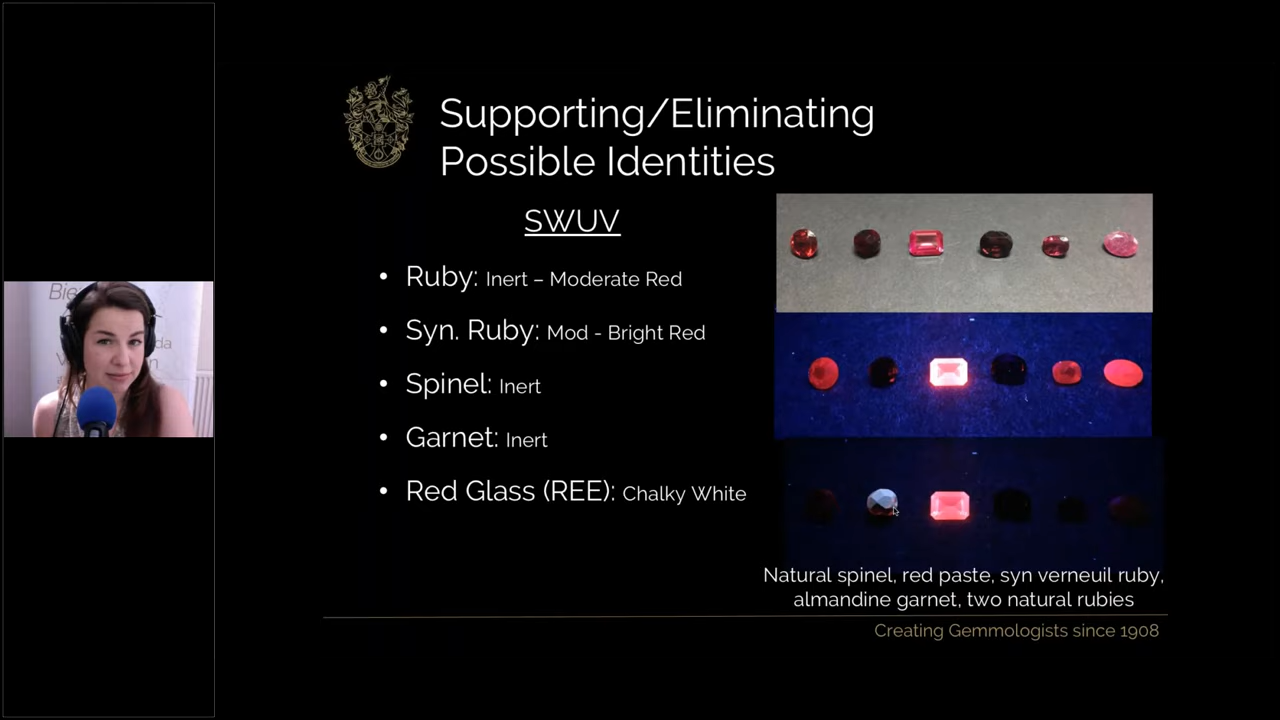 Supporting/Eliminating
Possible Identities
SWUV
• Ruby: Inert – Moderate Red
• Syn. Ruby: Mod - Bright Red
• Spinel: Inert
• Garnet: Inert
• Red Glass (REE): Chalky White
Natural spinel, red paste, syn verneuil ruby,
almandine garnet, two natural rubies
Creating Gemmologists since 1908
Bie
da